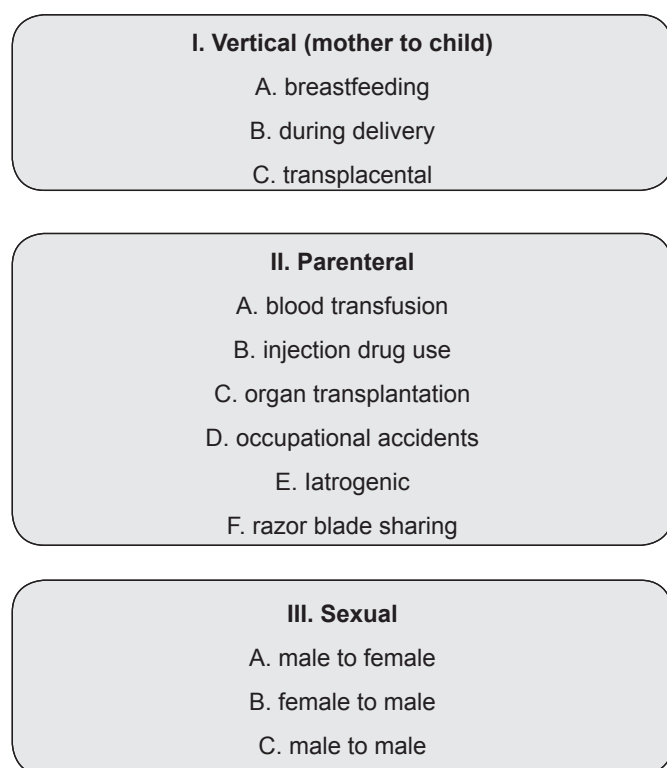 I. Vertical (mother to child)
A. breastfeeding
B. during delivery
C. transplacental
II. Parenteral
A. blood transfusion
B. injection drug use
C. organ transplantation
D. occupational accidents
E. Iatrogenic
F. razor blade sharing
III. Sexual
A. male to female
B. female to male
C. male to male